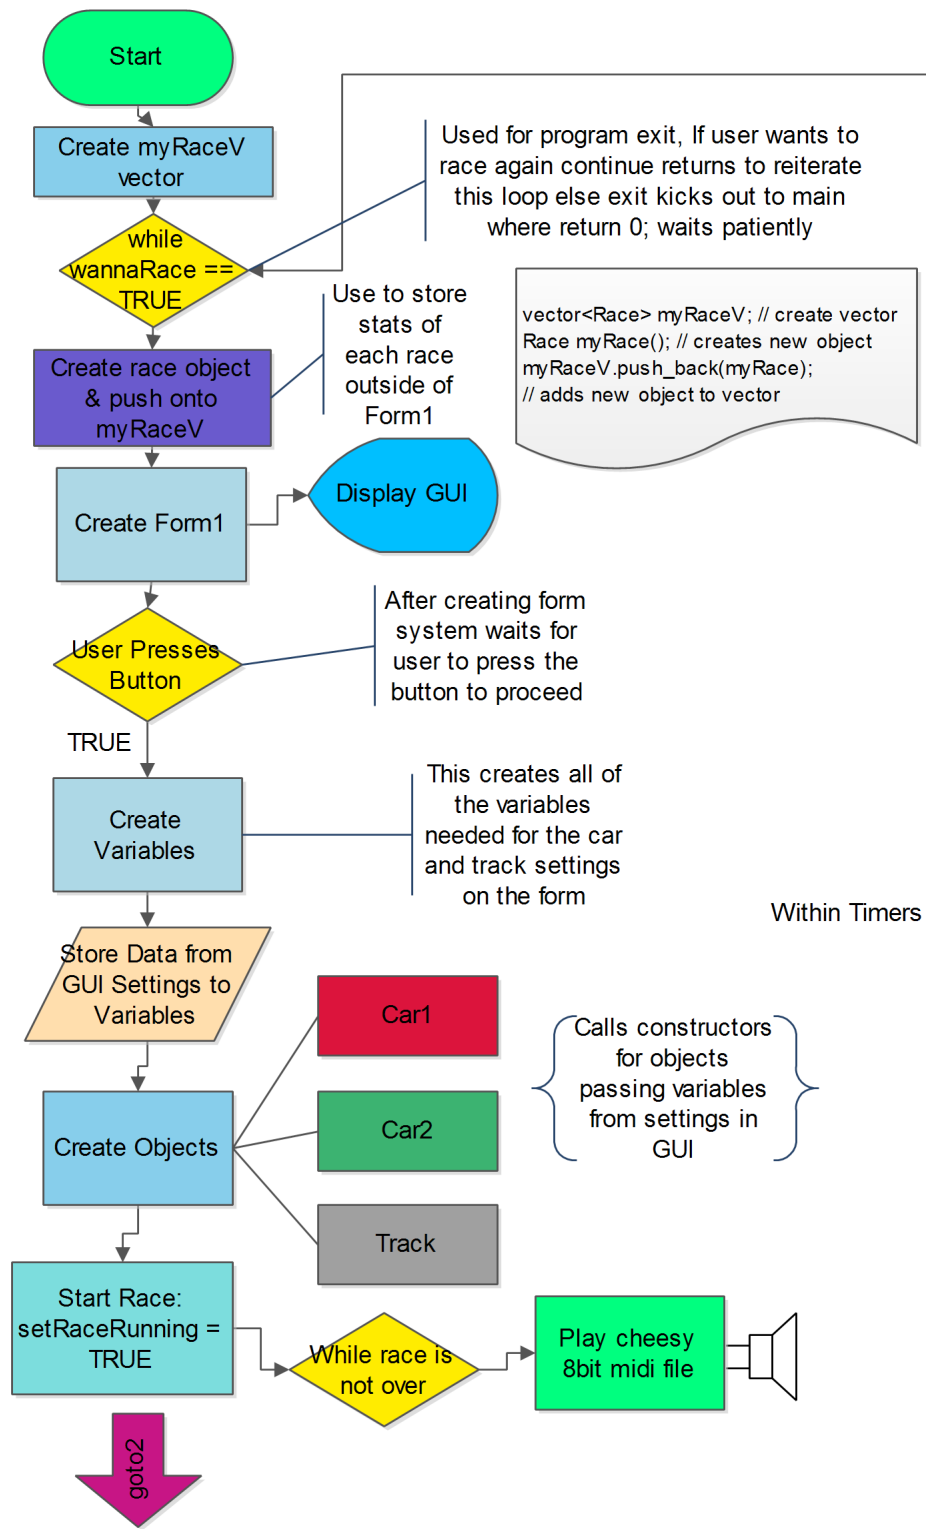 Start
Create myRaceV
vector
Used for program exit, If user wants to
race again continue returns to reiterate
this loop else exit kicks out to main
where return 0; waits patiently
while
wannaRace ==
TRUE
Use to store
stats of
each race
outside of
Form1
vector<Race> myRaceV; // create vector
Race myRace(); // creates new object
myRaceV.push_back(myRace);
// adds new object to vector
Create race object
& push onto
myRaceV
Create Form1
Display GUI
User Presses
Button
After creating form
system waits for
user to press the
button to proceed
TRUE
Create
Variables
This creates all of
the variables
needed for the car
and track settings
on the form
Within Timers
Store Data from
GUI Settings to
Variables
Car1
Car2
Track
Calls constructors
for objects
passing variables
from settings in
GUI
Create Objects
Start Race:
setRaceRunning =
TRUE
While race is
not over
Play cheesy
8bit midi file
goto2